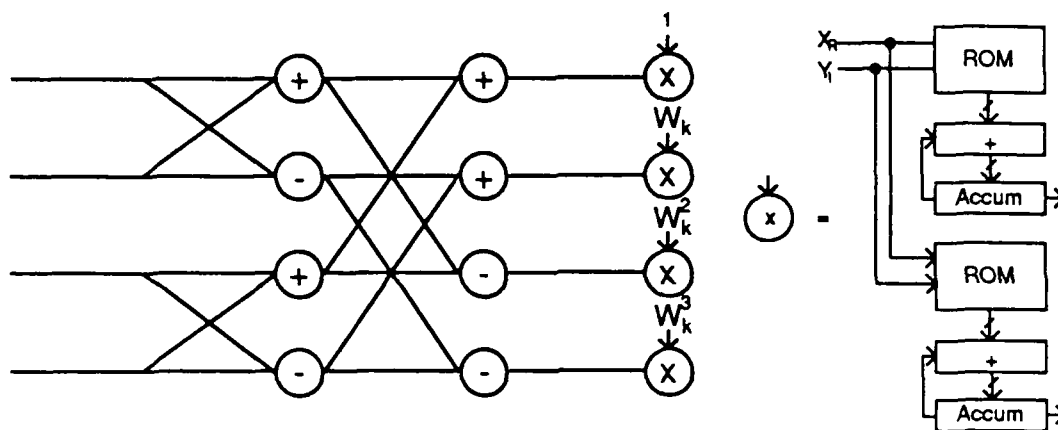 1
+ + X
W_k
- + X
W_k^2
+ - X
W_k^3
- - X
x =
X_R
Y_I
ROM
+
Accum
ROM
+
Accum